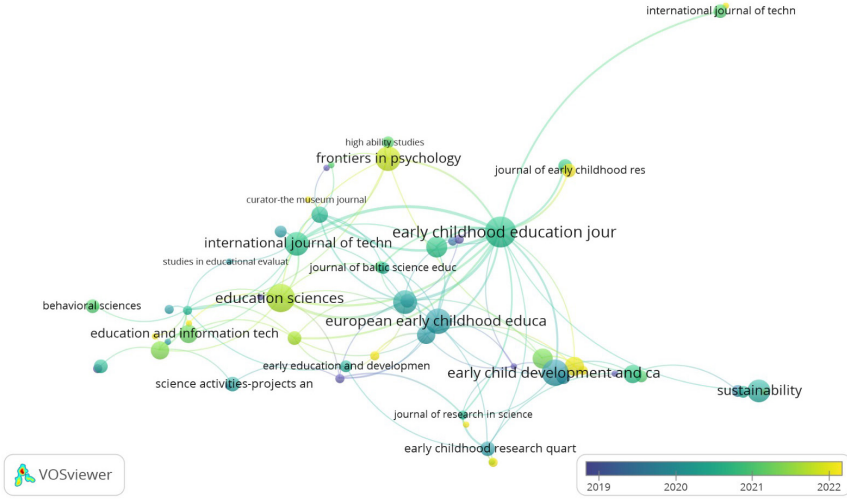 international journal of techn
high ability studies
frontiers in psychology
journal of early childhood res
curator-the museum journal
early childhood education jour
international journal of techn
studies in educational evaluat
journal of baltic science educ
education sciences
behavioral sciences
european early childhood educa
education and information tech
early education and developmen
early child development and ca
science activities-projects an
sustainability
journal of research in science
early childhood research quart
VOSviewer
2019 2020 2021 2022